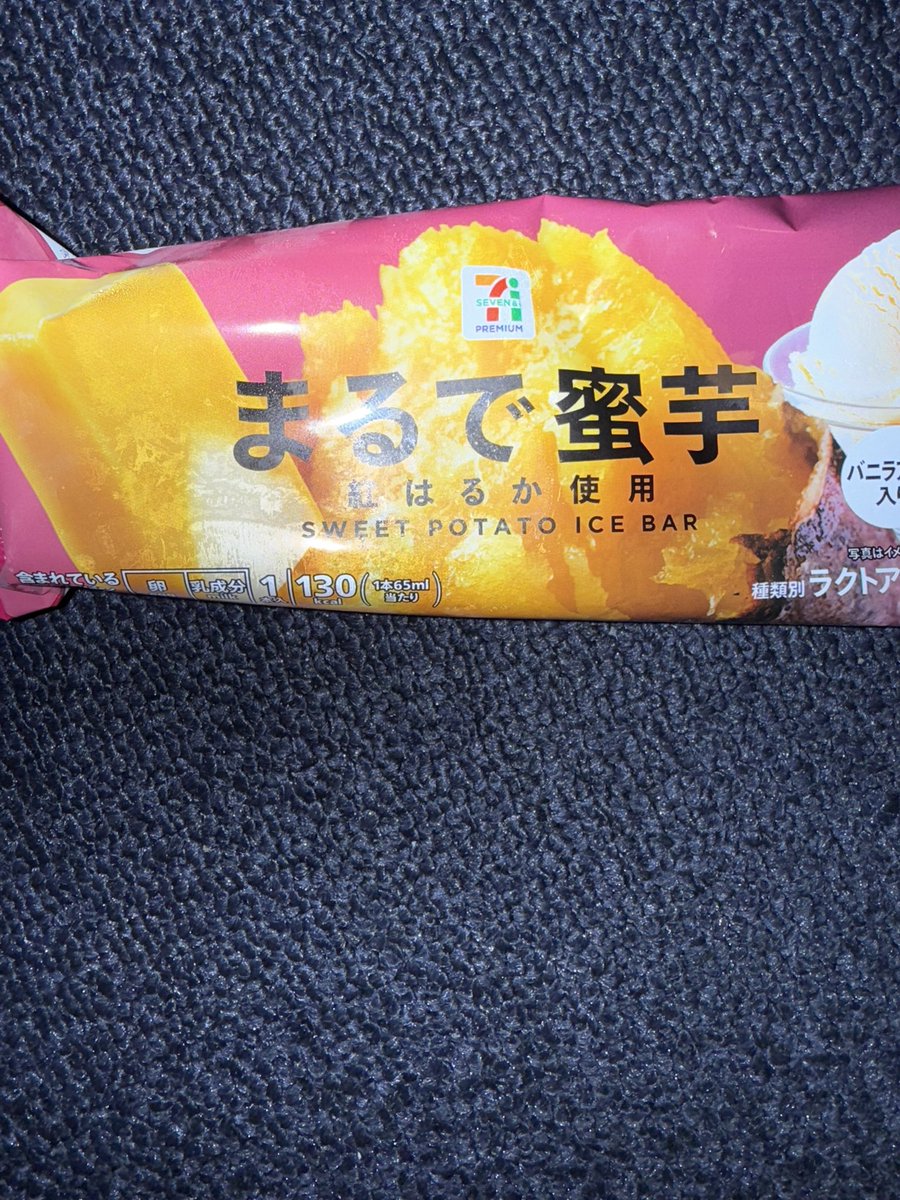 SEVEN&i
PREMIUM
まるで蜜芋
紅はるか使用
SWEET POTATO ICE BAR
バニラア
入り
写真はイメ
含まれている
卵 乳成分 130 kcal (1本65ml当たり)
種類別 ラクトア